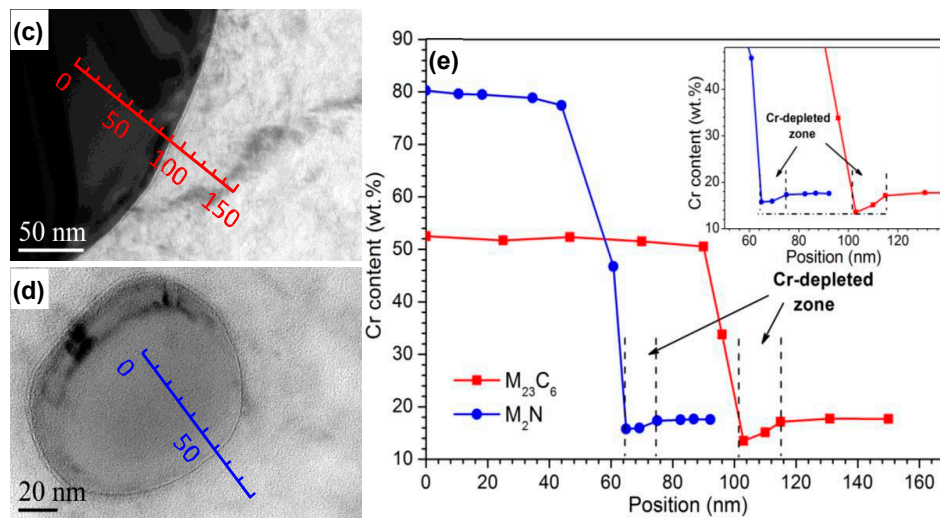 (c)
0
50
100
150
50 nm
(d)
0
50
20 nm
(e)
Cr content (wt.%)
90
80
70
60
50
40
30
20
10
0 20 40 60 80 100 120 140 160
Position (nm)
M23C6
M2N
Cr-depleted
zone
Cr content (wt.%)
40
30
20
10
60 80 100 120
Position (nm)
Cr-depleted
zone